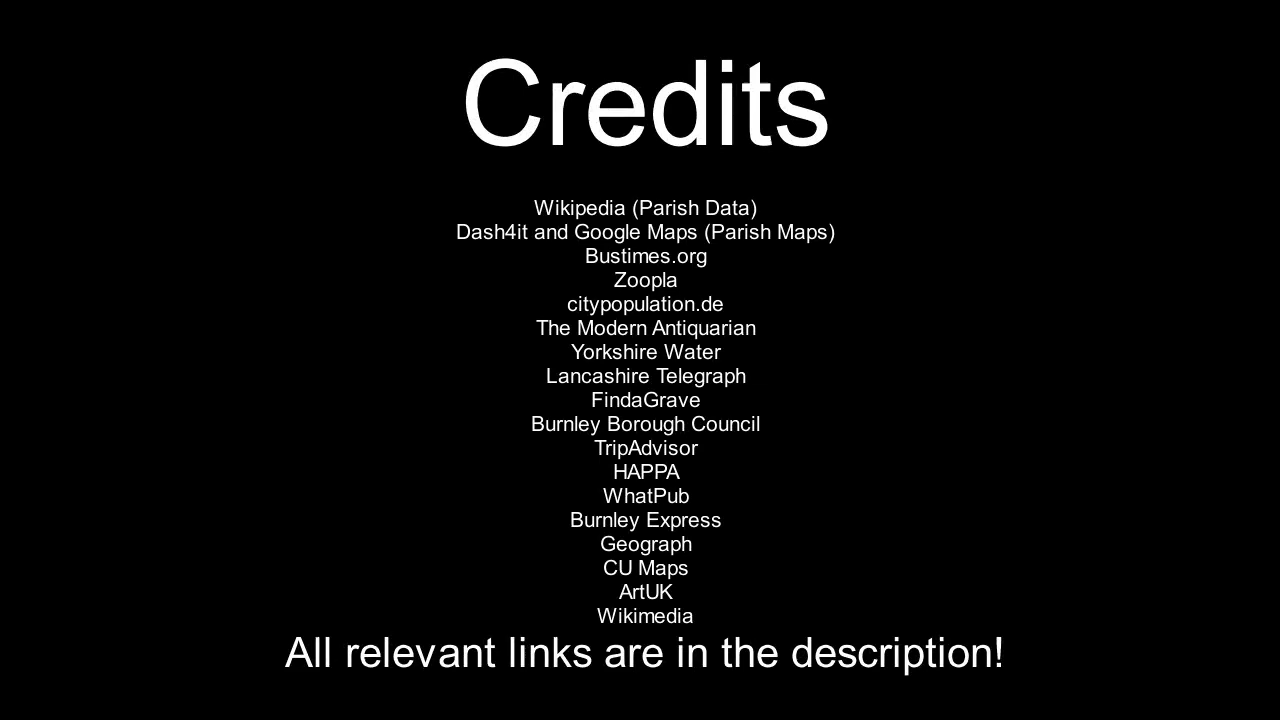 Credits
Wikipedia (Parish Data)
Dash4it and Google Maps (Parish Maps)
Bustimes.org
Zoopla
citypopulation.de
The Modern Antiquarian
Yorkshire Water
Lancashire Telegraph
FindaGrave
Burnley Borough Council
TripAdvisor
HAPPA
WhatPub
Burnley Express
Geograph
CU Maps
ArtUK
Wikimedia
All relevant links are in the description!